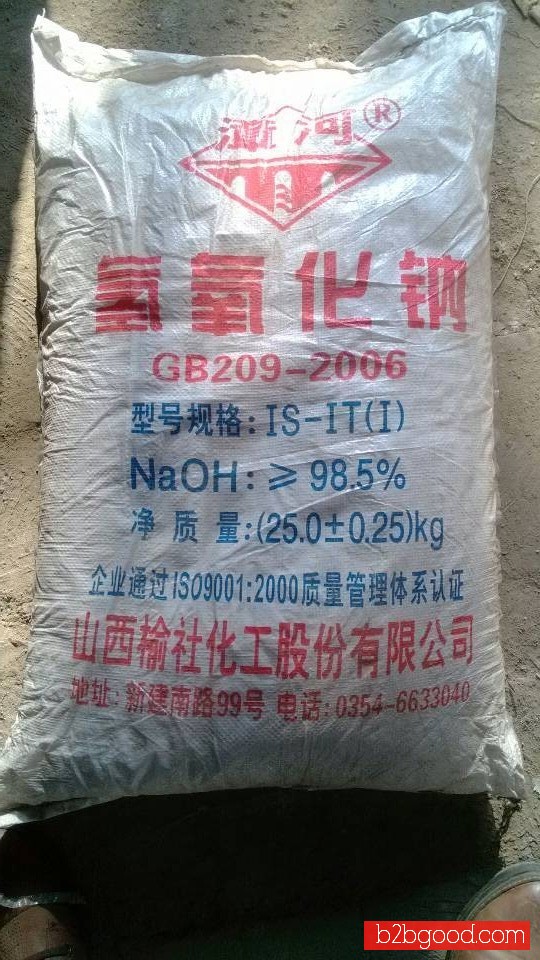 河®
氢氧化钠
GB209-2006
型号规格: IS-IT(I)
NaOH: ≥ 98.5%
净 质 量:(25.0±0.25)kg
企业通过ISO9001:2000质量管理体系认证
山西榆社化工股份有限公司
地址: 新建南路99号 电话: 0354-6633040
b2bgood.com